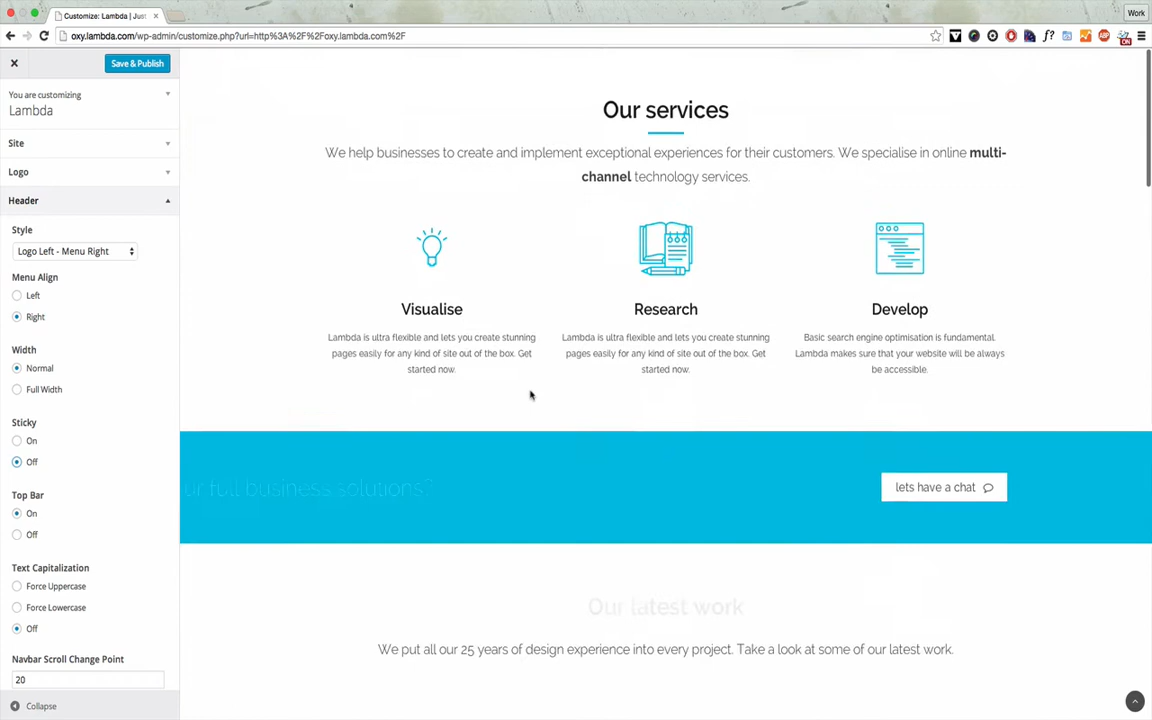 Customize: Lambda | Just
Work
oxy.lambda.com/wp-admin/customize.php?url=http%3A%2F%2Foxy.lambda.com%2F
f?
ABP
ON
Save & Publish
You are customizing
Lambda
Site
Logo
Header
Style
Logo Left - Menu Right
Menu Align
Left
Right
Width
Normal
Full Width
Sticky
On
Off
Top Bar
On
Off
Text Capitalization
Force Uppercase
Force Lowercase
Off
Navbar Scroll Change Point
20
Collapse
Our services
We help businesses to create and implement exceptional experiences for their customers. We specialise in online multi-
channel technology services.
Visualise
Lambda is ultra flexible and lets you create stunning
pages easily for any kind of site out of the box. Get
started now.
Research
Lambda is ultra flexible and lets you create stunning
pages easily for any kind of site out of the box. Get
started now.
Develop
Basic search engine optimisation is fundamental.
Lambda makes sure that your website will be always
be accessible.
ur full business solutions?
lets have a chat
Our latest work
We put all our 25 years of design experience into every project. Take a look at some of our latest work.